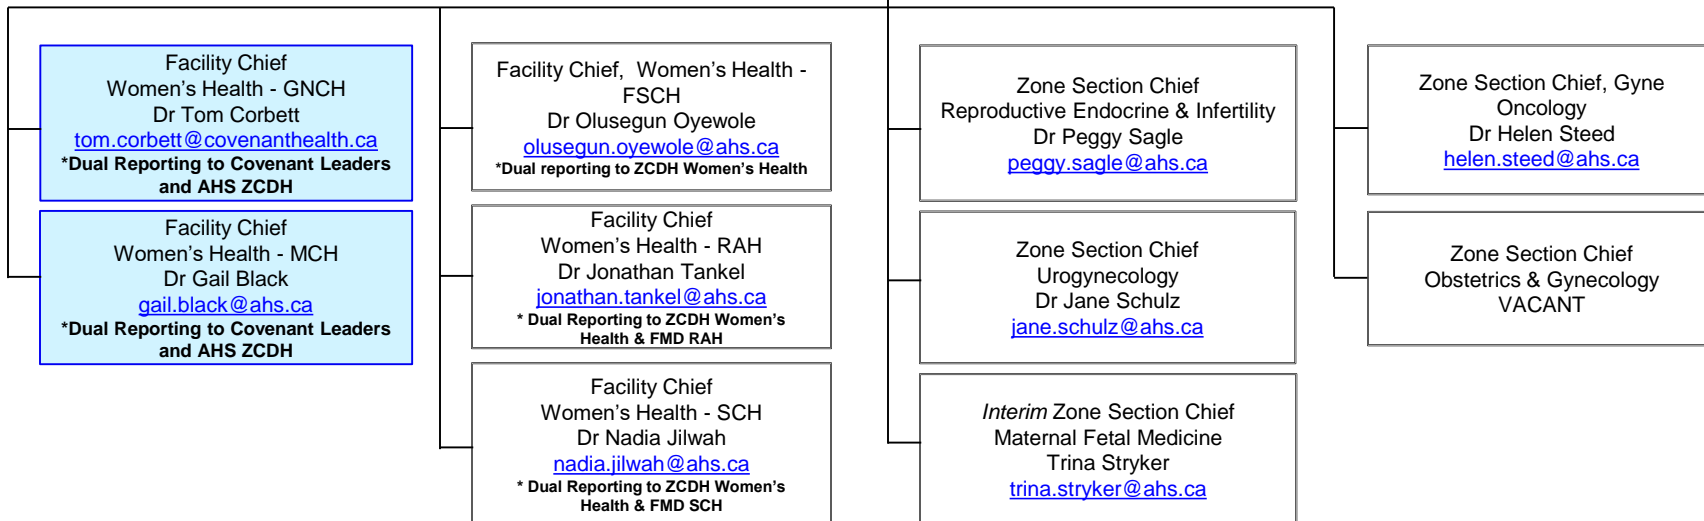 Facility Chief
Women's Health - GNCH
Dr Tom Corbett
tom.corbett@covenanthealth.ca
*Dual Reporting to Covenant Leaders
and AHS ZCDH
Facility Chief
Women's Health - MCH
Dr Gail Black
gail.black@ahs.ca
*Dual Reporting to Covenant Leaders
and AHS ZCDH
Facility Chief, Women's Health -
FSCH
Dr Olusegun Oyewole
olusegun.oyewole@ahs.ca
*Dual reporting to ZCDH Women's Health
Facility Chief
Women's Health - RAH
Dr Jonathan Tankel
jonathan.tankel@ahs.ca
* Dual Reporting to ZCDH Women's
Health & FMD RAH
Facility Chief
Women's Health - SCH
Dr Nadia Jilwah
nadia.jilwah@ahs.ca
* Dual Reporting to ZCDH Women's
Health & FMD SCH
Zone Section Chief
Reproductive Endocrine & Infertility
Dr Peggy Sagle
peggy.sagle@ahs.ca
Zone Section Chief
Urogynecology
Dr Jane Schulz
jane.schulz@ahs.ca
Interim Zone Section Chief
Maternal Fetal Medicine
Trina Stryker
trina.stryker@ahs.ca
Zone Section Chief, Gyne
Oncology
Dr Helen Steed
helen.steed@ahs.ca
Zone Section Chief
Obstetrics & Gynecology
VACANT